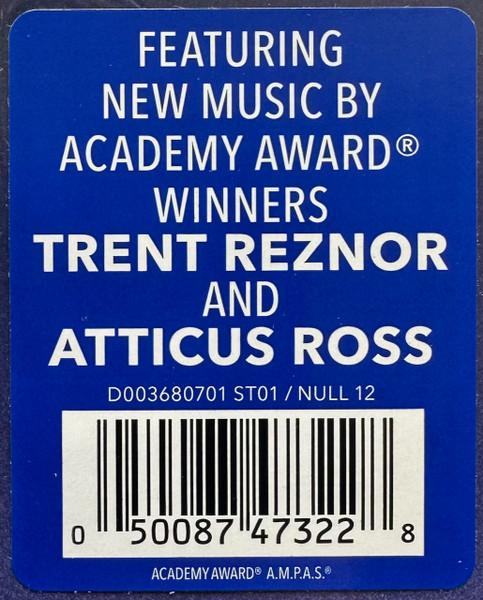 FEATURING
NEW MUSIC BY
ACADEMY AWARD®
WINNERS
TRENT REZNOR
AND
ATTICUS ROSS
D003680701 ST01 / NULL 12
0 50087 47322 8
ACADEMY AWARD® A.M.P.A.S.®